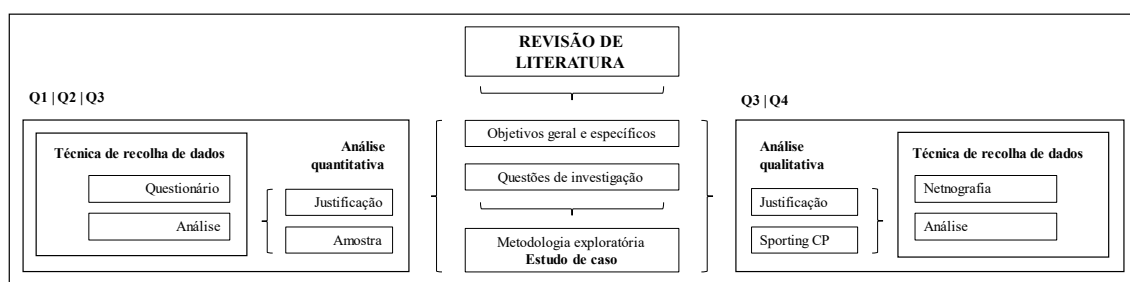 REVISÃO DE
LITERATURA
Q1 | Q2 | Q3
Técnica de recolha de dados
Questionário
Análise
Análise
quantitativa
Justificação
Amostra
Objetivos geral e específicos
Questões de investigação
Metodologia exploratória
Estudo de caso
Q3 | Q4
Análise
qualitativa
Justificação
Sporting CP
Técnica de recolha de dados
Netnografia
Análise